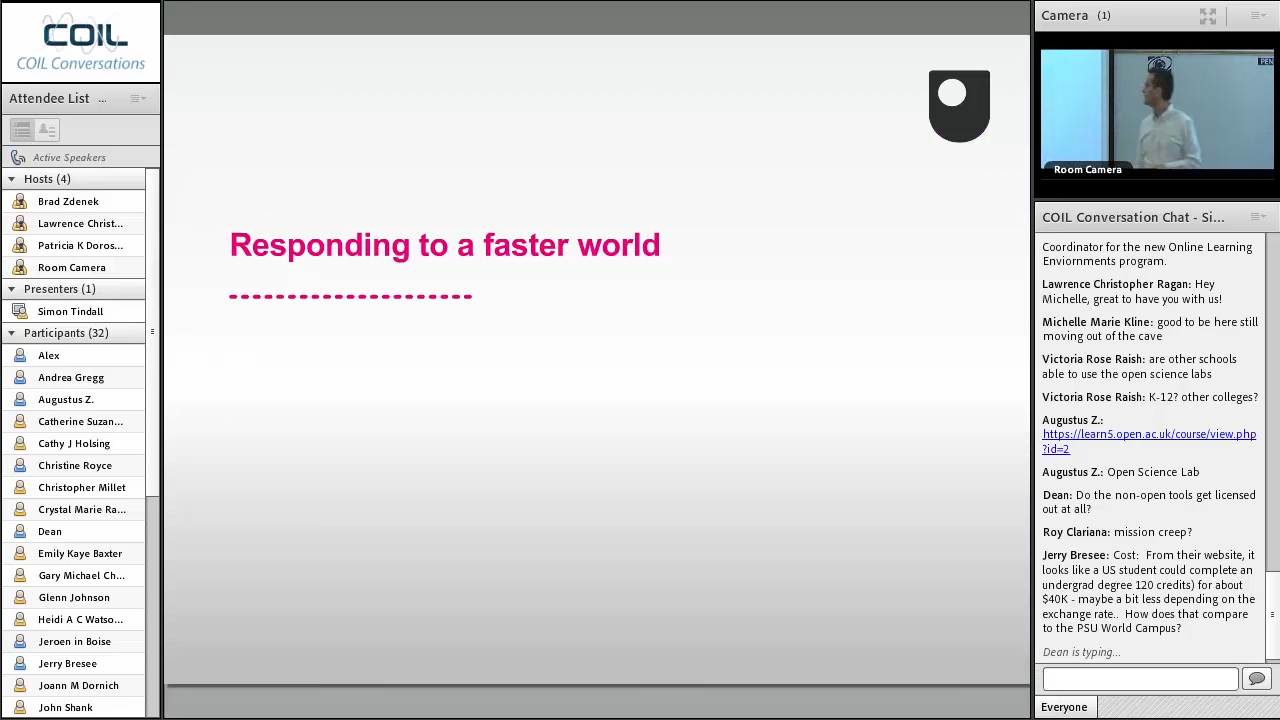 COIL
COIL Conversations
Attendee List ...
Active Speakers
Hosts (4)
Brad Zdenek
Lawrence Christ...
Patricia K Doros...
Room Camera
Presenters (1)
Simon Tindall
Participants (32)
Alex
Andrea Gregg
Augustus Z.
Catherine Suzan...
Cathy J Holsing
Christine Royce
Christopher Millet
Crystal Marie Ra...
Dean
Emily Kaye Baxter
Gary Michael Ch...
Glenn Johnson
Heidi A C Watso...
Jeroen in Boise
Jerry Bresee
Joann M Dornich
John Shank
Responding to a faster world
Camera (1)
PEN
Room Camera
COIL Conversation Chat - Si...
Coordinator for the new Online Learning
Enviornments program.
Lawrence Christopher Ragan: Hey
Michelle, great to have you with us!
Michelle Marie Kline: good to be here still
moving out of the cave
Victoria Rose Raish: are other schools
able to use the open science labs
Victoria Rose Raish: K-12? other colleges?
Augustus Z.:
https://learn5.open.ac.uk/course/view.php
?id=2
Augustus Z.: Open Science Lab
Dean: Do the non-open tools get licensed
out at all?
Roy Clariana: mission creep?
Jerry Bresee: Cost: From their website, it
looks like a US student could complete an
undergrad degree 120 credits) for about
$40K - maybe a bit less depending on the
exchange rate.. How does that compare
to the PSU World Campus?
Dean is typing...
Everyone